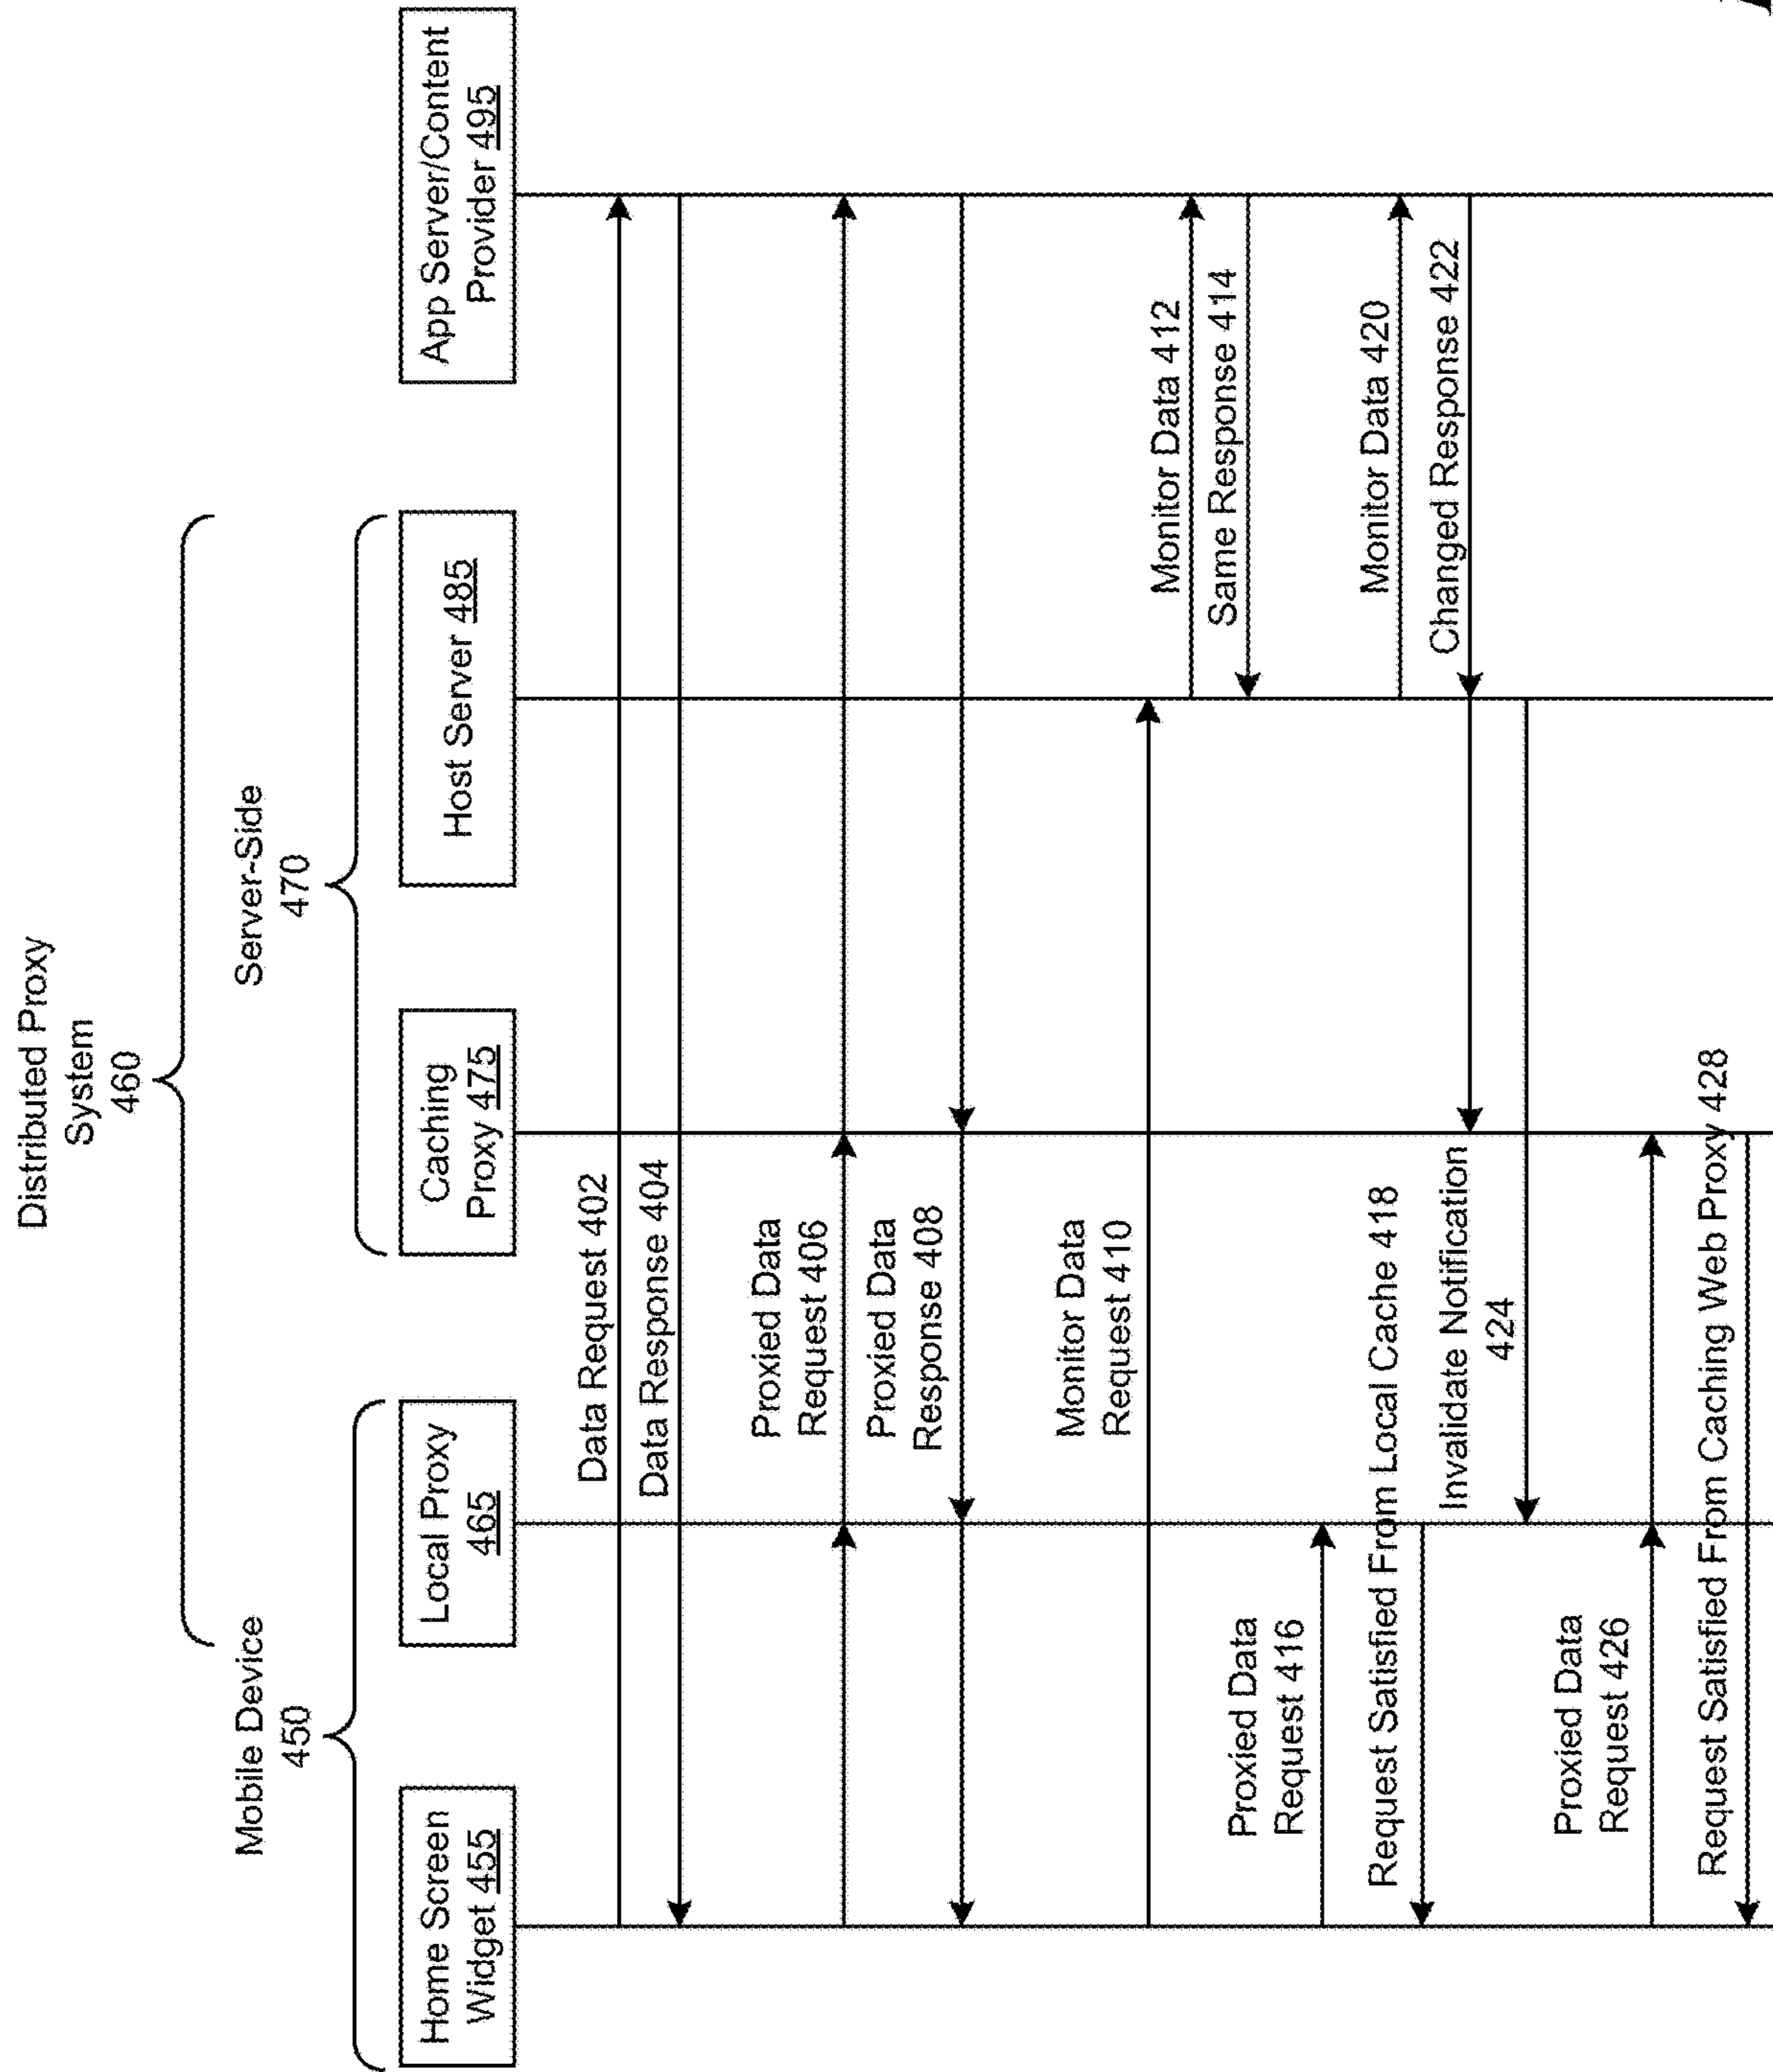 Distributed Proxy
System
460
Mobile Device
450
Server-Side
470
Home Screen
Widget 455
Local Proxy
465
Caching
Proxy 475
Host Server 485
App Server/Content
Provider 495
Data Request 402
Data Response 404
Proxied Data
Request 406
Proxied Data
Response 408
Monitor Data
Request 410
Monitor Data 412
Same Response 414
Proxied Data
Request 416
Request Satisfied From Local Cache 418
Monitor Data 420
Changed Response 422
Invalidate Notification
424
Proxied Data
Request 426
Request Satisfied From Caching Web Proxy 428